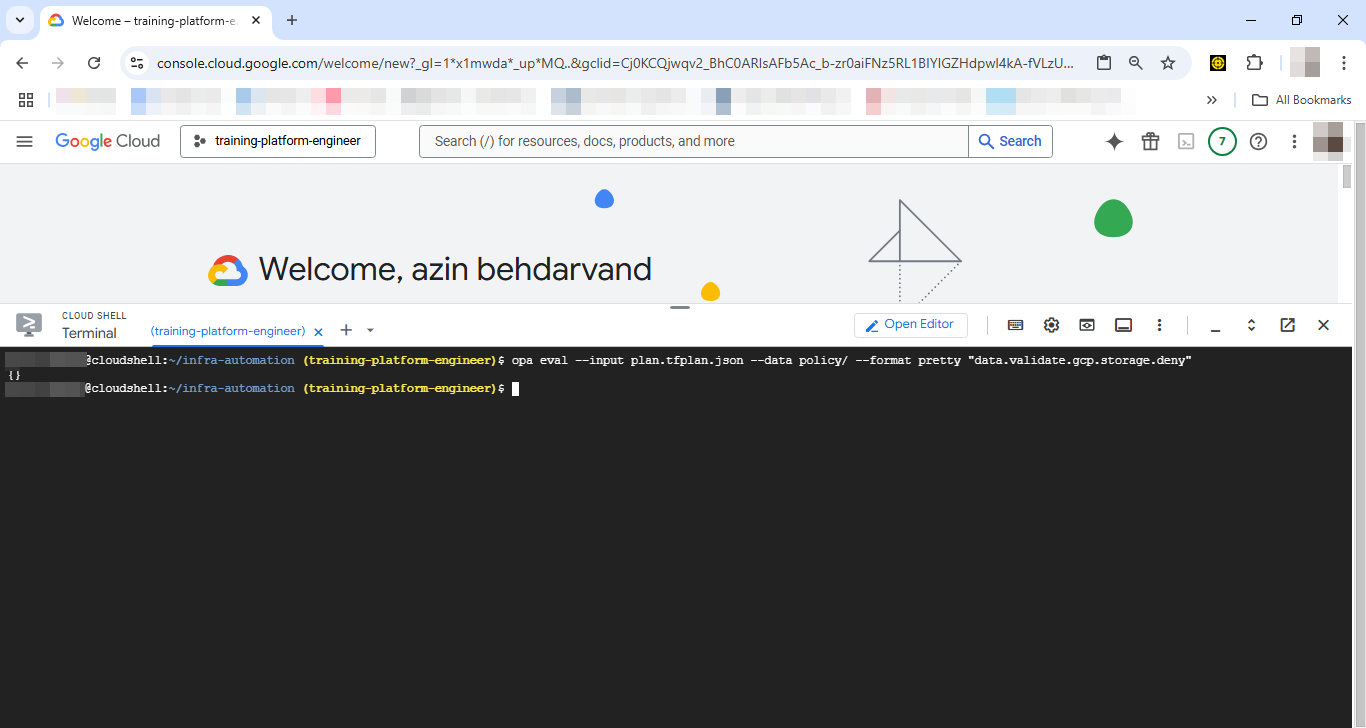 Welcome – training-platform-e
console.cloud.google.com/welcome/new?_gl=1*x1mwda*_up*MQ..&gclid=Cj0KCQjwqv2_BhC0ARIsAFb5Ac_b-zr0aiFNz5RL1BIYIGZHdpwl4kA-fVLzU...
All Bookmarks
Google Cloud
training-platform-engineer
Search (/) for resources, docs, products, and more
Search
7
Welcome, azin behdarvand
CLOUD SHELL
Terminal
(training-platform-engineer)
Open Editor
@cloudshell:~/infra-automation (training-platform-engineer)$ opa eval --input plan.tfplan.json --data policy/ --format pretty "data.validate.gcp.storage.deny"
{}
@cloudshell:~/infra-automation (training-platform-engineer)$